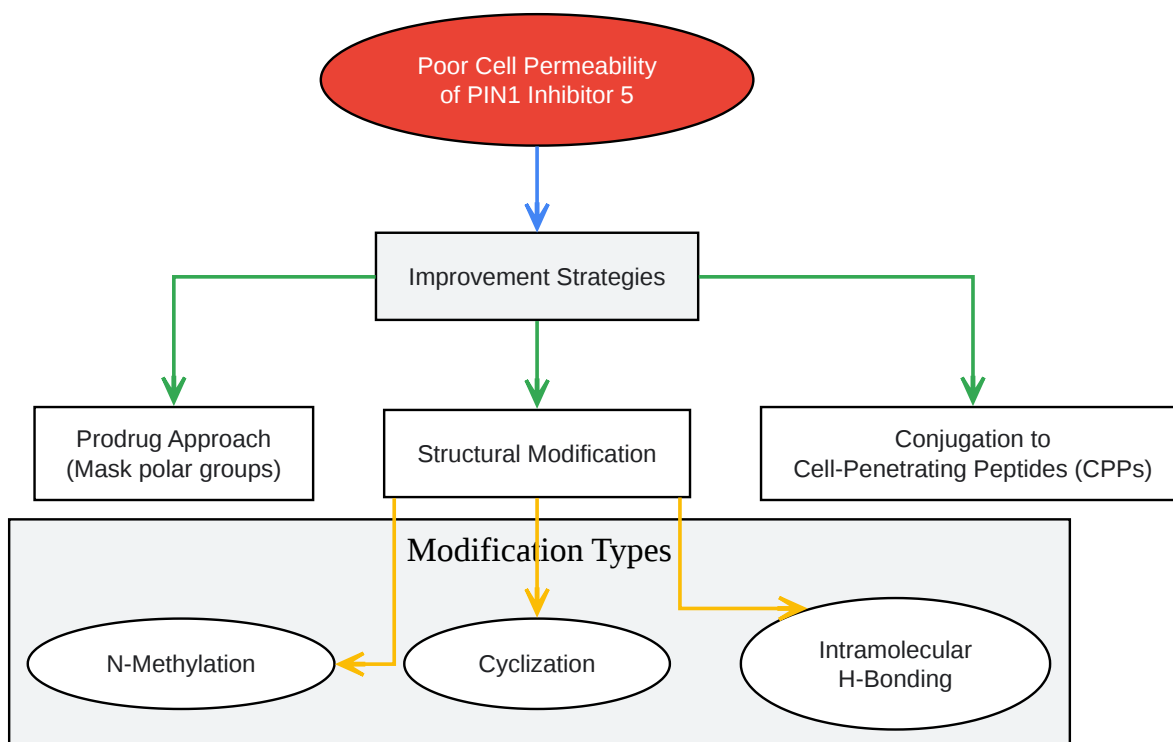 Poor Cell Permeability
of PIN1 Inhibitor 5
Improvement Strategies
Prodrug Approach
(Mask polar groups)
Structural Modification
Conjugation to
Cell-Penetrating Peptides (CPPs)
Modification Types
N-Methylation
Cyclization
Intramolecular
H-Bonding